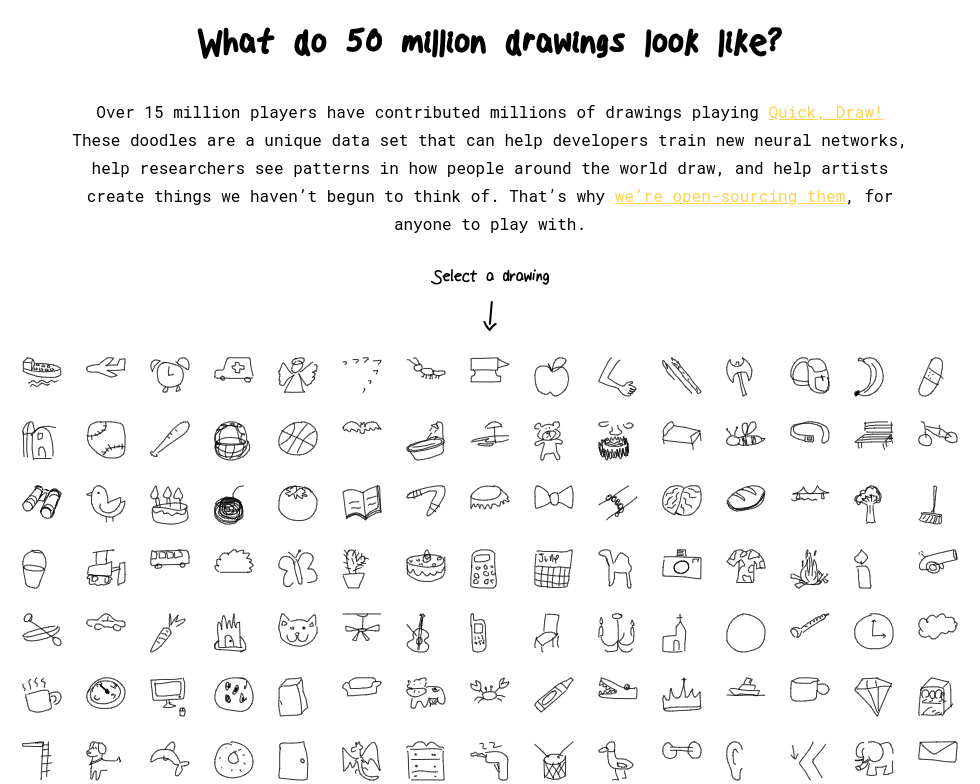 What do 50 million drawings look like?
Over 15 million players have contributed millions of drawings playing Quick, Draw!
These doodles are a unique data set that can help developers train new neural networks,
help researchers see patterns in how people around the world draw, and help artists
create things we haven’t begun to think of. That’s why we’re open-sourcing them, for
anyone to play with.
Select a drawing
June